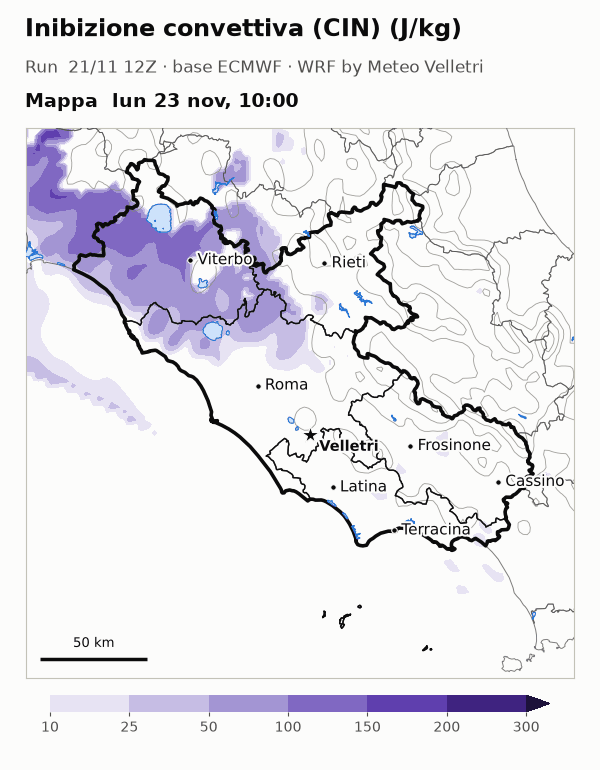 Inibizione convettiva (CIN) (J/kg)
Run  21/11 12Z · base ECMWF · WRF by Meteo Velletri
Mappa  lun 23 nov, 10:00
Viterbo
Rieti
Roma
Velletri
Frosinone
Cassino
Latina
Terracina
50 km
10 25 50 100 150 200 300